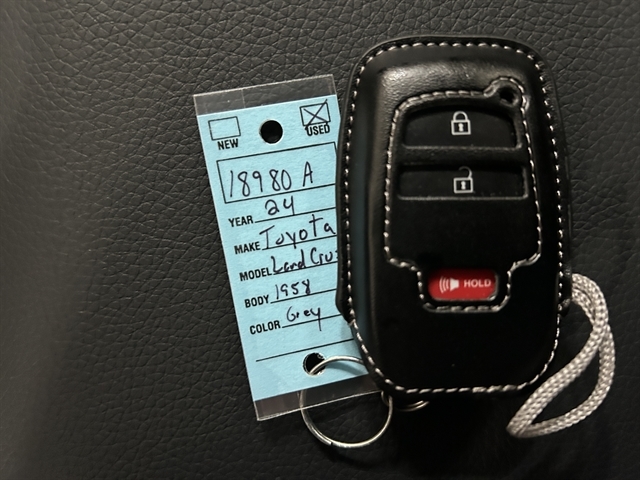 NEW USED
18980 A
YEAR 24
MAKE Toyota
MODEL Land Cru
BODY 1958
COLOR Grey
HOLD